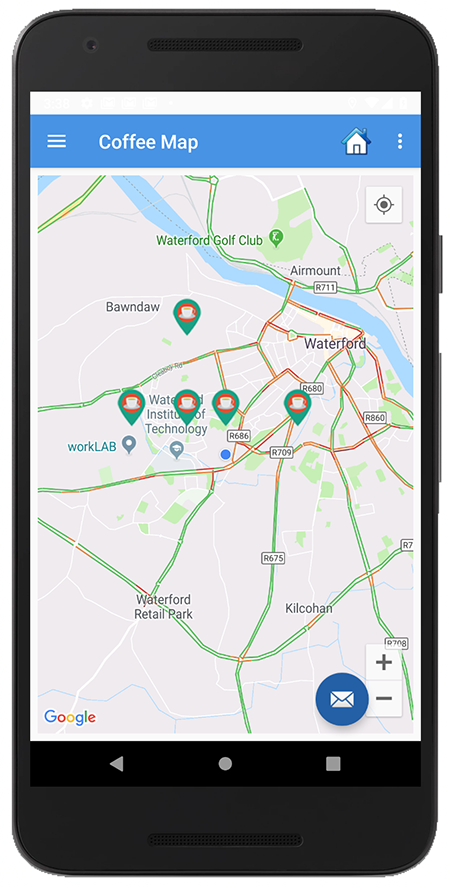 Coffee Map
Waterford Golf Club
Airmount
R711
Bawndaw
Waterford
R680
Waterford
Institute of
Technology
R860
R686
workLAB
R709
R675
Waterford
Retail Park
Kilcohan
R708
+
−
Google